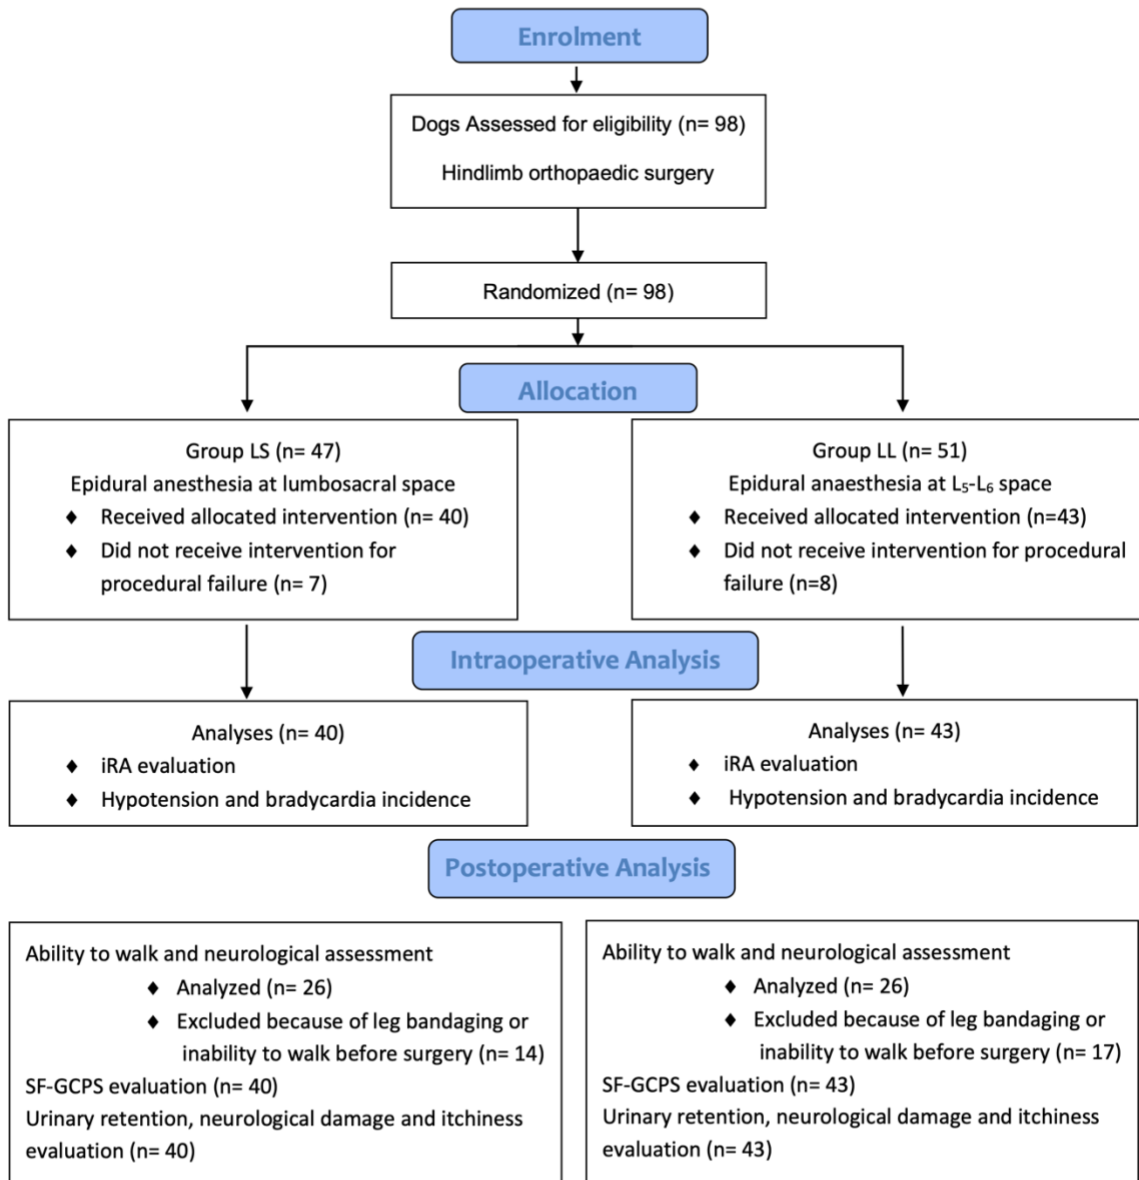 Enrolment
Dogs Assessed for eligibility (n= 98)
Hindlimb orthopaedic surgery
Randomized (n= 98)
Allocation
Group LS (n= 47)
Epidural anesthesia at lumbosacral space
♦ Received allocated intervention (n= 40)
♦ Did not receive intervention for
procedural failure (n= 7)
Group LL (n= 51)
Epidural anaesthesia at L₅-L₆ space
♦ Received allocated intervention (n=43)
♦ Did not receive intervention for procedural
failure (n=8)
Intraoperative Analysis
Analyses (n= 40)
♦ iRA evaluation
♦ Hypotension and bradycardia incidence
Analyses (n= 43)
♦ iRA evaluation
♦ Hypotension and bradycardia incidence
Postoperative Analysis
Ability to walk and neurological assessment
♦ Analyzed (n= 26)
♦ Excluded because of leg bandaging or
inability to walk before surgery (n= 14)
SF-GCPS evaluation (n= 40)
Urinary retention, neurological damage and itchiness
evaluation (n= 40)
Ability to walk and neurological assessment
♦ Analyzed (n= 26)
♦ Excluded because of leg bandaging or
inability to walk before surgery (n= 17)
SF-GCPS evaluation (n= 43)
Urinary retention, neurological damage and itchiness
evaluation (n= 43)